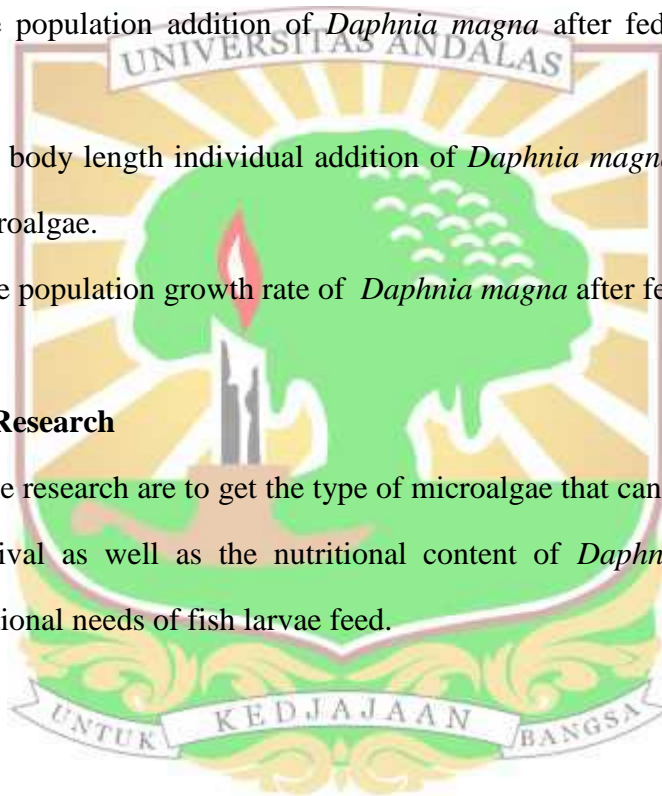 population addition of Daphnia magna after fed
UNIVERSITAS ANDALAS
body length individual addition of Daphnia magna
roalgae.
e population growth rate of Daphnia magna after fe
Research
e research are to get the type of microalgae that can
ival as well as the nutritional content of Daphn
ional needs of fish larvae feed.
UNTUK KEDJAJAAN BANGSA